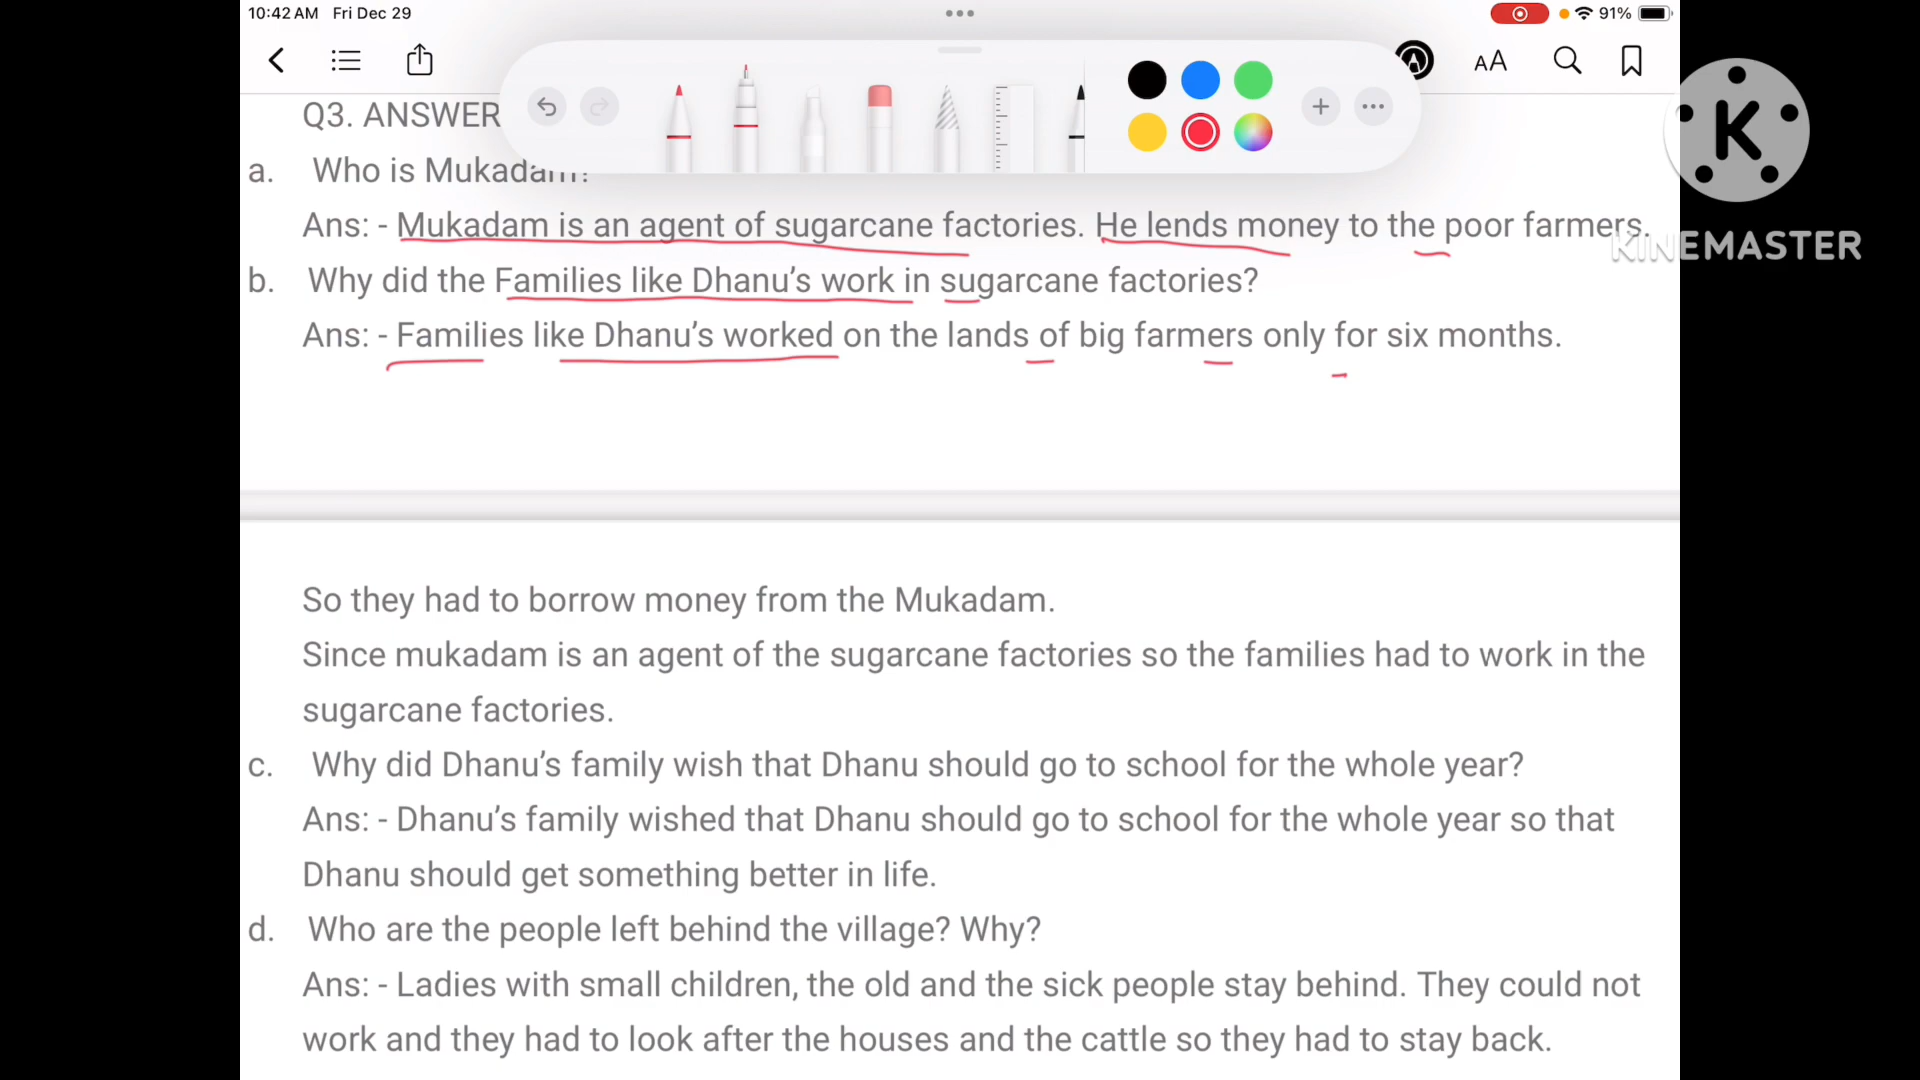 10:42 AM Fri Dec 29
91%
AA
Q3. ANSWER
a. Who is Mukadam?
Ans: - Mukadam is an agent of sugarcane factories. He lends money to the poor farmers.
b. Why did the Families like Dhanu’s work in sugarcane factories?
Ans: - Families like Dhanu’s worked on the lands of big farmers only for six months.
So they had to borrow money from the Mukadam.
Since mukadam is an agent of the sugarcane factories so the families had to work in the
sugarcane factories.
c. Why did Dhanu’s family wish that Dhanu should go to school for the whole year?
Ans: - Dhanu’s family wished that Dhanu should go to school for the whole year so that
Dhanu should get something better in life.
d. Who are the people left behind the village? Why?
Ans: - Ladies with small children, the old and the sick people stay behind. They could not
work and they had to look after the houses and the cattle so they had to stay back.
K
KINEMASTER